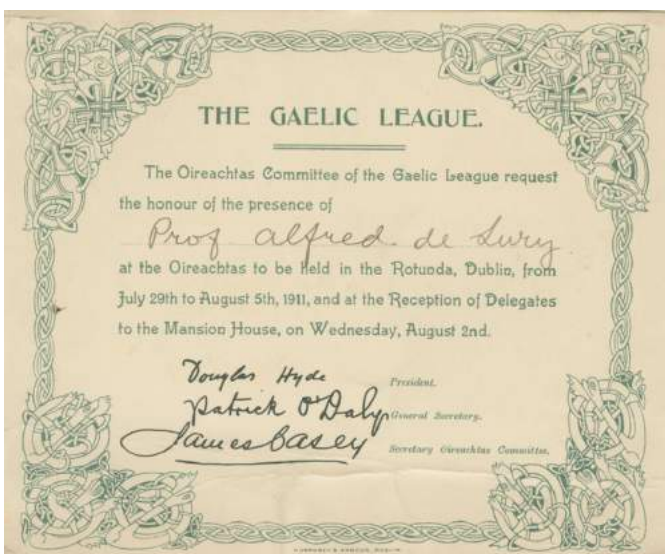 THE GAELIC LEAGUE.
The Oireachtas Committee of the Gaelic League request
the honour of the presence of
Prof. Alfred. de Lury
at the Oireachtas to be held in the Rotunda, Dublin, from
July 29th to August 5th, 1911, and at the Reception of Delegates
to the Mansion House, on Wednesday, August 2nd.
Douglas Hyde President.
Patrick O'Daly General Secretary.
James Casey Secretary Oireachtas Committee.